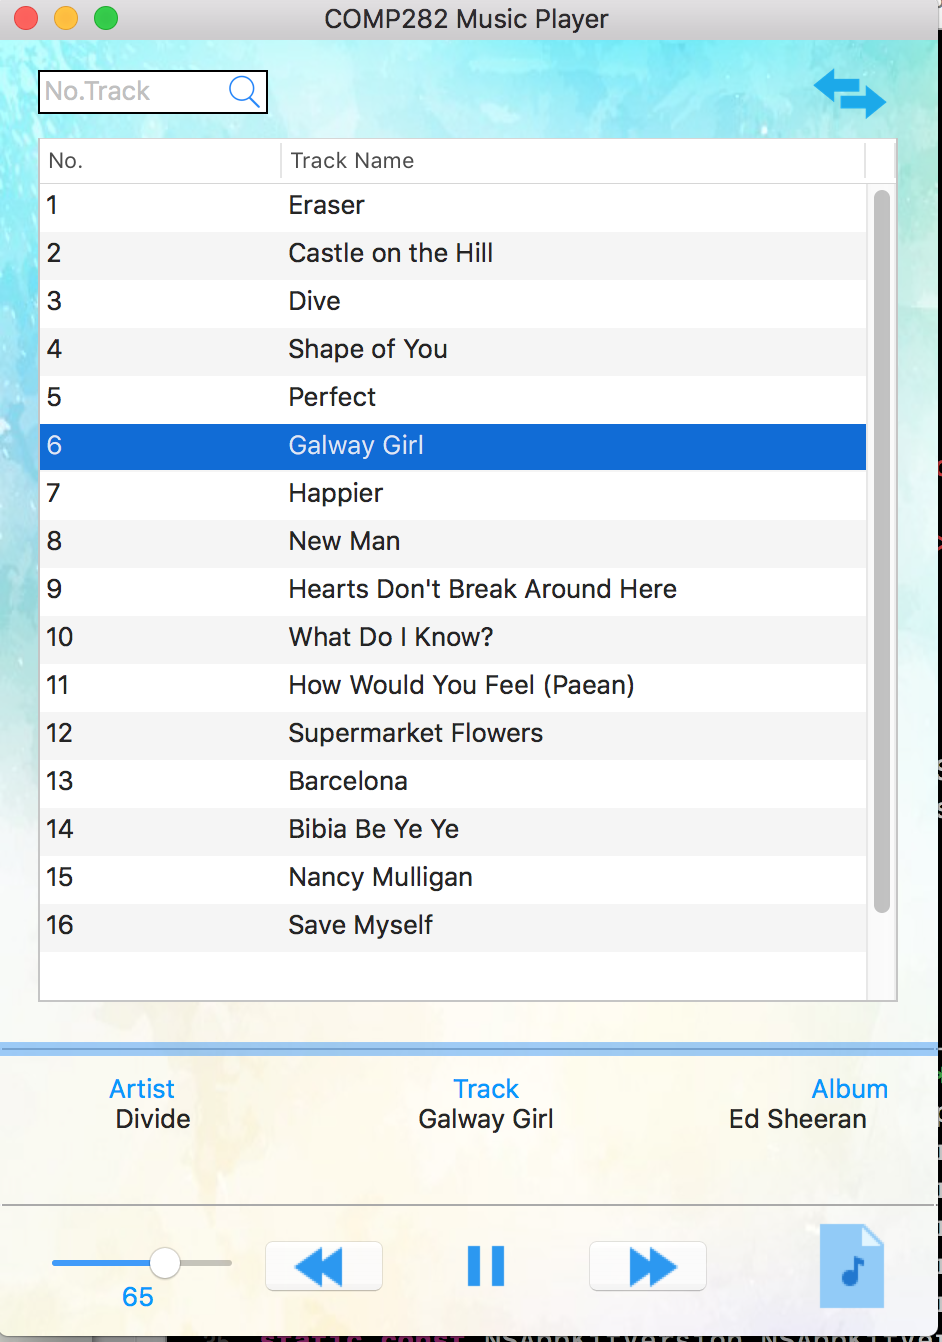 COMP282 Music Player
No.Track
No. Track Name
1 Eraser
2 Castle on the Hill
3 Dive
4 Shape of You
5 Perfect
6 Galway Girl
7 Happier
8 New Man
9 Hearts Don't Break Around Here
10 What Do I Know?
11 How Would You Feel (Paean)
12 Supermarket Flowers
13 Barcelona
14 Bibia Be Ye Ye
15 Nancy Mulligan
16 Save Myself
Artist Track Album
Divide Galway Girl Ed Sheeran
65